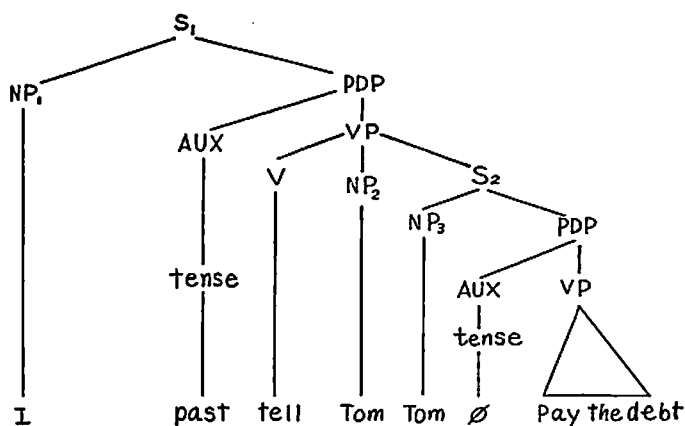 S₁
NP₁ PDP
AUX VP
V NP₂ S₂
NP₃ PDP
tense AUX VP
tense
I past tell Tom Tom Ø Pay the debt